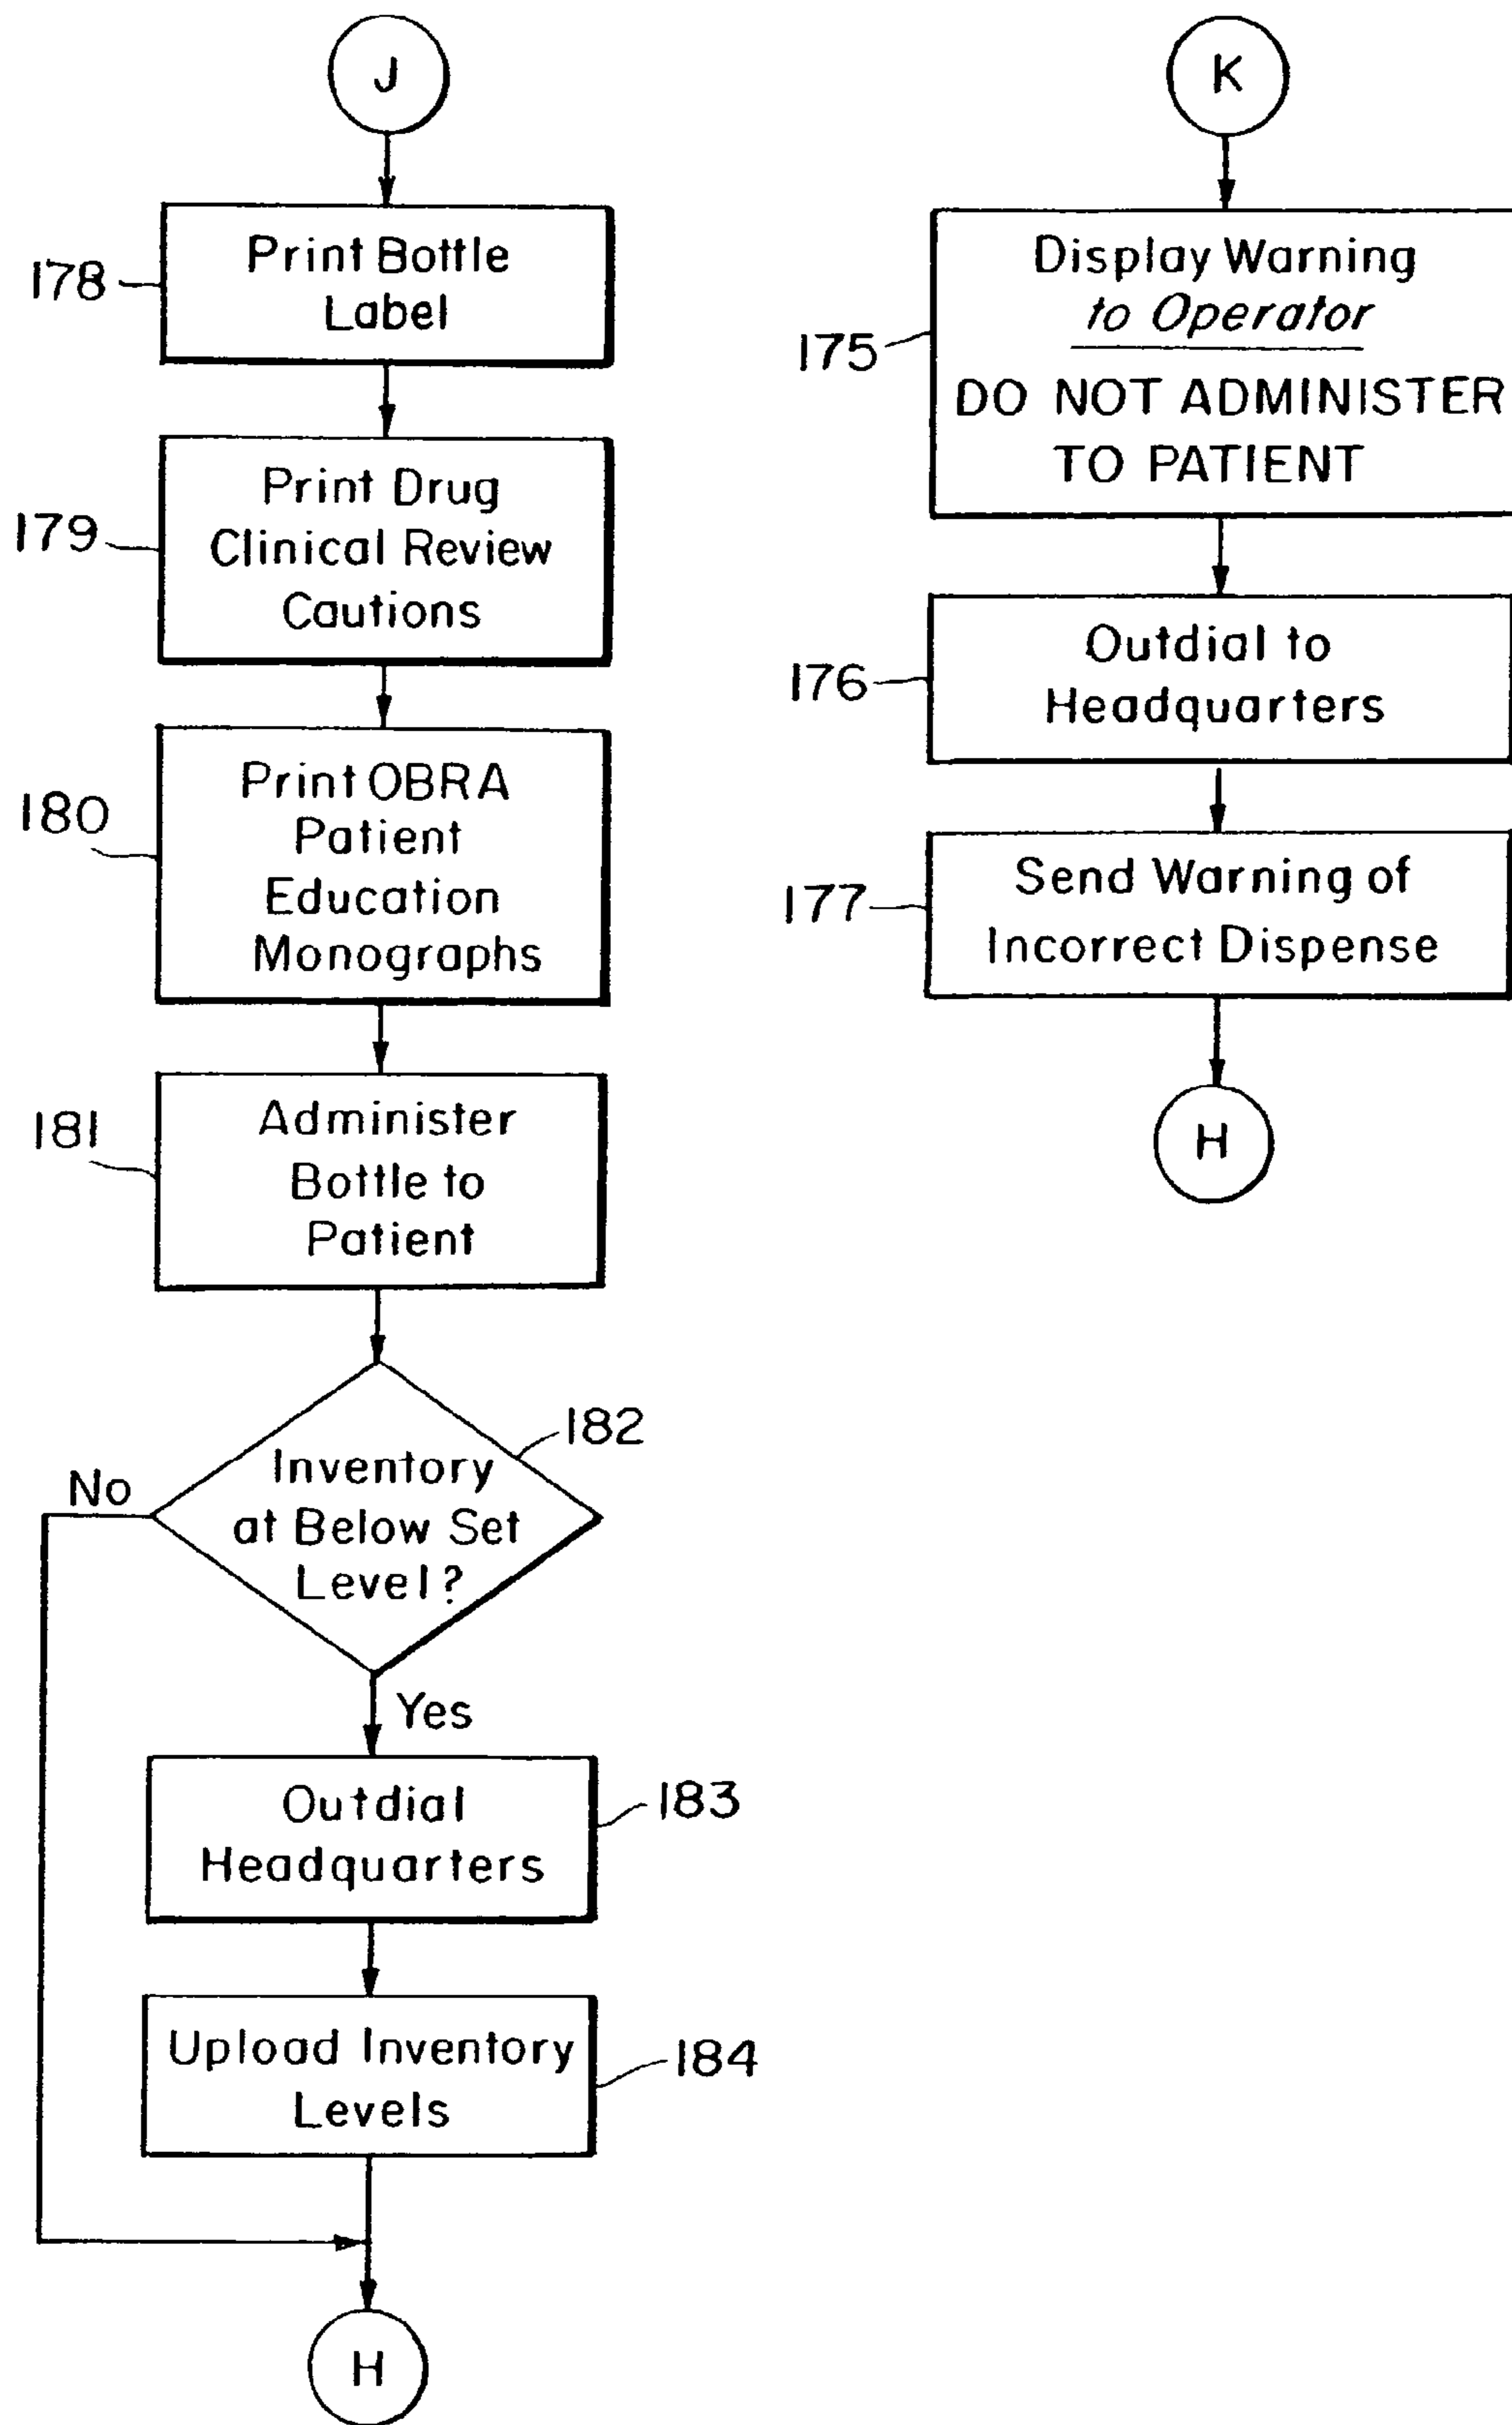 J
178
Print Bottle
Label
179
Print Drug
Clinical Review
Cautions
180
Print OBRA
Patient
Education
Monographs
181
Administer
Bottle to
Patient
182
Inventory
at Below Set
Level?
No
Yes
183
Outdial
Headquarters
184
Upload Inventory
Levels
H
K
175
Display Warning
to Operator
DO NOT ADMINISTER
TO PATIENT
176
Outdial to
Headquarters
177
Send Warning of
Incorrect Dispense
H